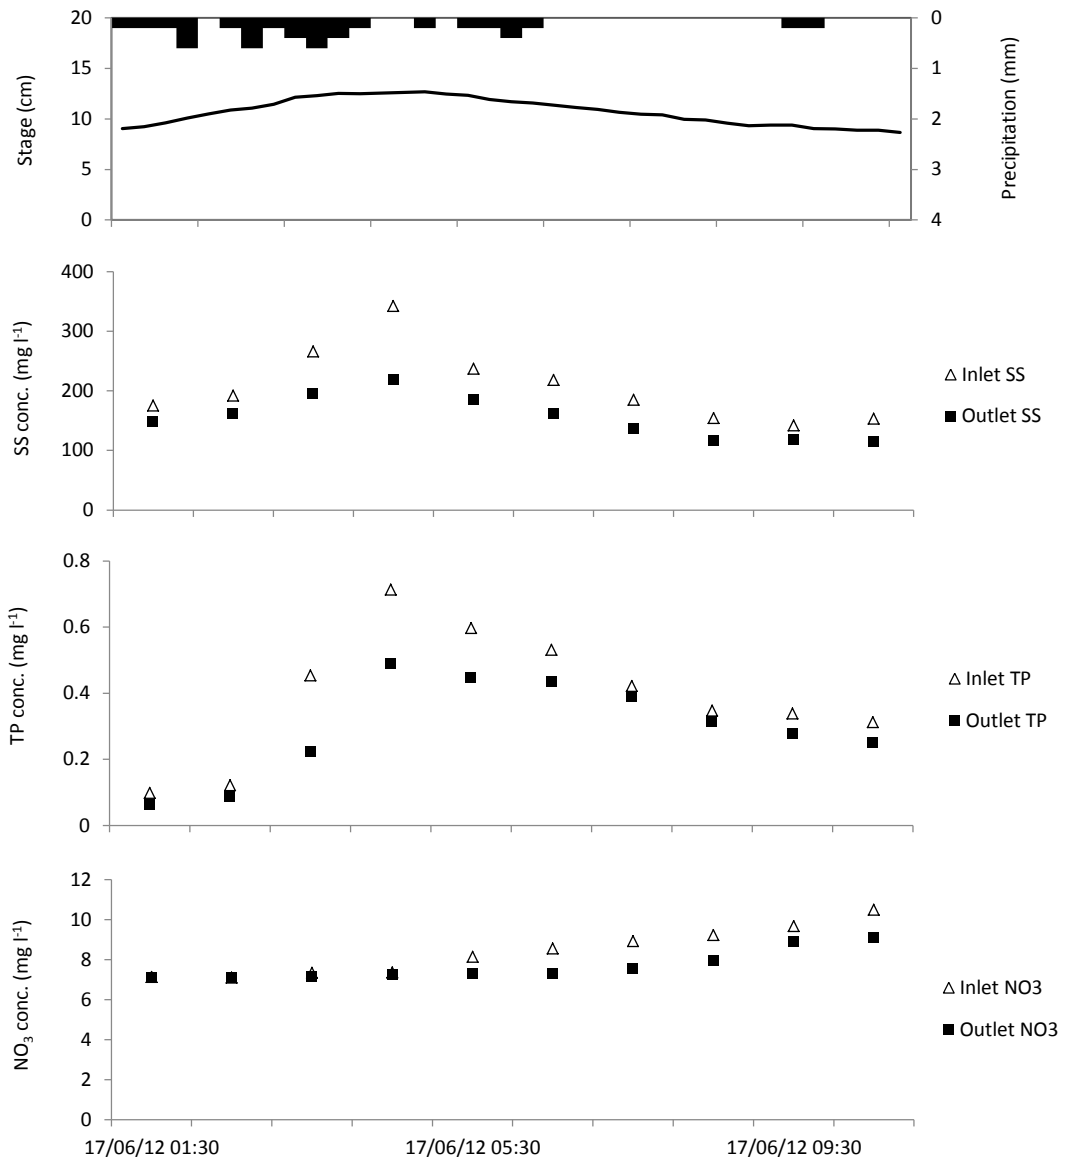 20
15
10
5
0
Stage (cm)
0
1
2
3
4
Precipitation (mm)
400
300
200
100
0
SS conc. (mg l-1)
Inlet SS
Outlet SS
0.8
0.6
0.4
0.2
0
TP conc. (mg l-1)
Inlet TP
Outlet TP
12
10
8
6
4
2
0
NO3 conc. (mg l-1)
Inlet NO3
Outlet NO3
17/06/12 01:30
17/06/12 05:30
17/06/12 09:30